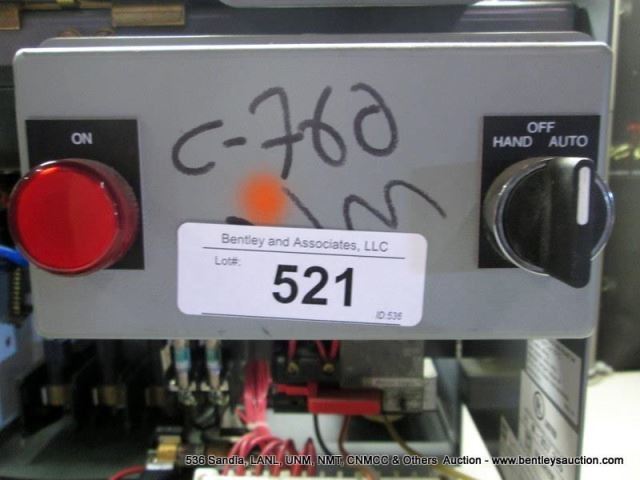 C-760
ON
OFF
HAND AUTO
Bentley and Associates, LLC
Lot#:
521
ID:536
536 Sandia, LANL, UNM, NMT, CNMCC & Others Auction - www.bentleysauction.com